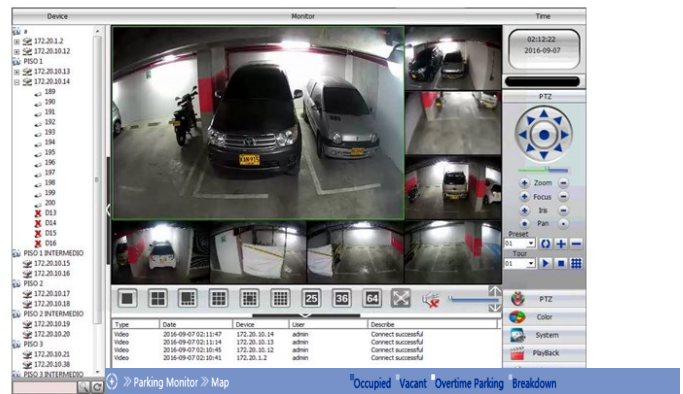 Device
Monitor
Time
a
172.20.1.2
172.20.10.12
PISO 1
172.20.10.13
172.20.10.14
189
190
191
192
193
194
195
196
197
198
199
200
D13
D14
D15
D16
PISO 1 INTERMEDIO
172.20.10.15
172.20.10.16
PISO 2
172.20.10.17
172.20.10.18
PISO 2 INTERMEDIO
172.20.10.19
172.20.10.20
PISO 3
172.20.10.21
172.20.10.38
PISO 3 INTERMEDIO
25
36
64
Type Date Device User Describe
Video 2016-09-07 02:11:47 172.20.10.14 admin Connect successful
Video 2016-09-07 02:11:14 172.20.10.13 admin Connect successful
Video 2016-09-07 02:10:45 172.20.10.12 admin Connect successful
Video 2016-09-07 02:10:41 172.20.1.2 admin Connect successful
02:12:22
2016-09-07
PTZ
Zoom
Focus
Iris
Pan
Preset
01
Tour
01
PTZ
Color
System
PlayBack
» Parking Monitor » Map
Occupied Vacant Overtime Parking Breakdown